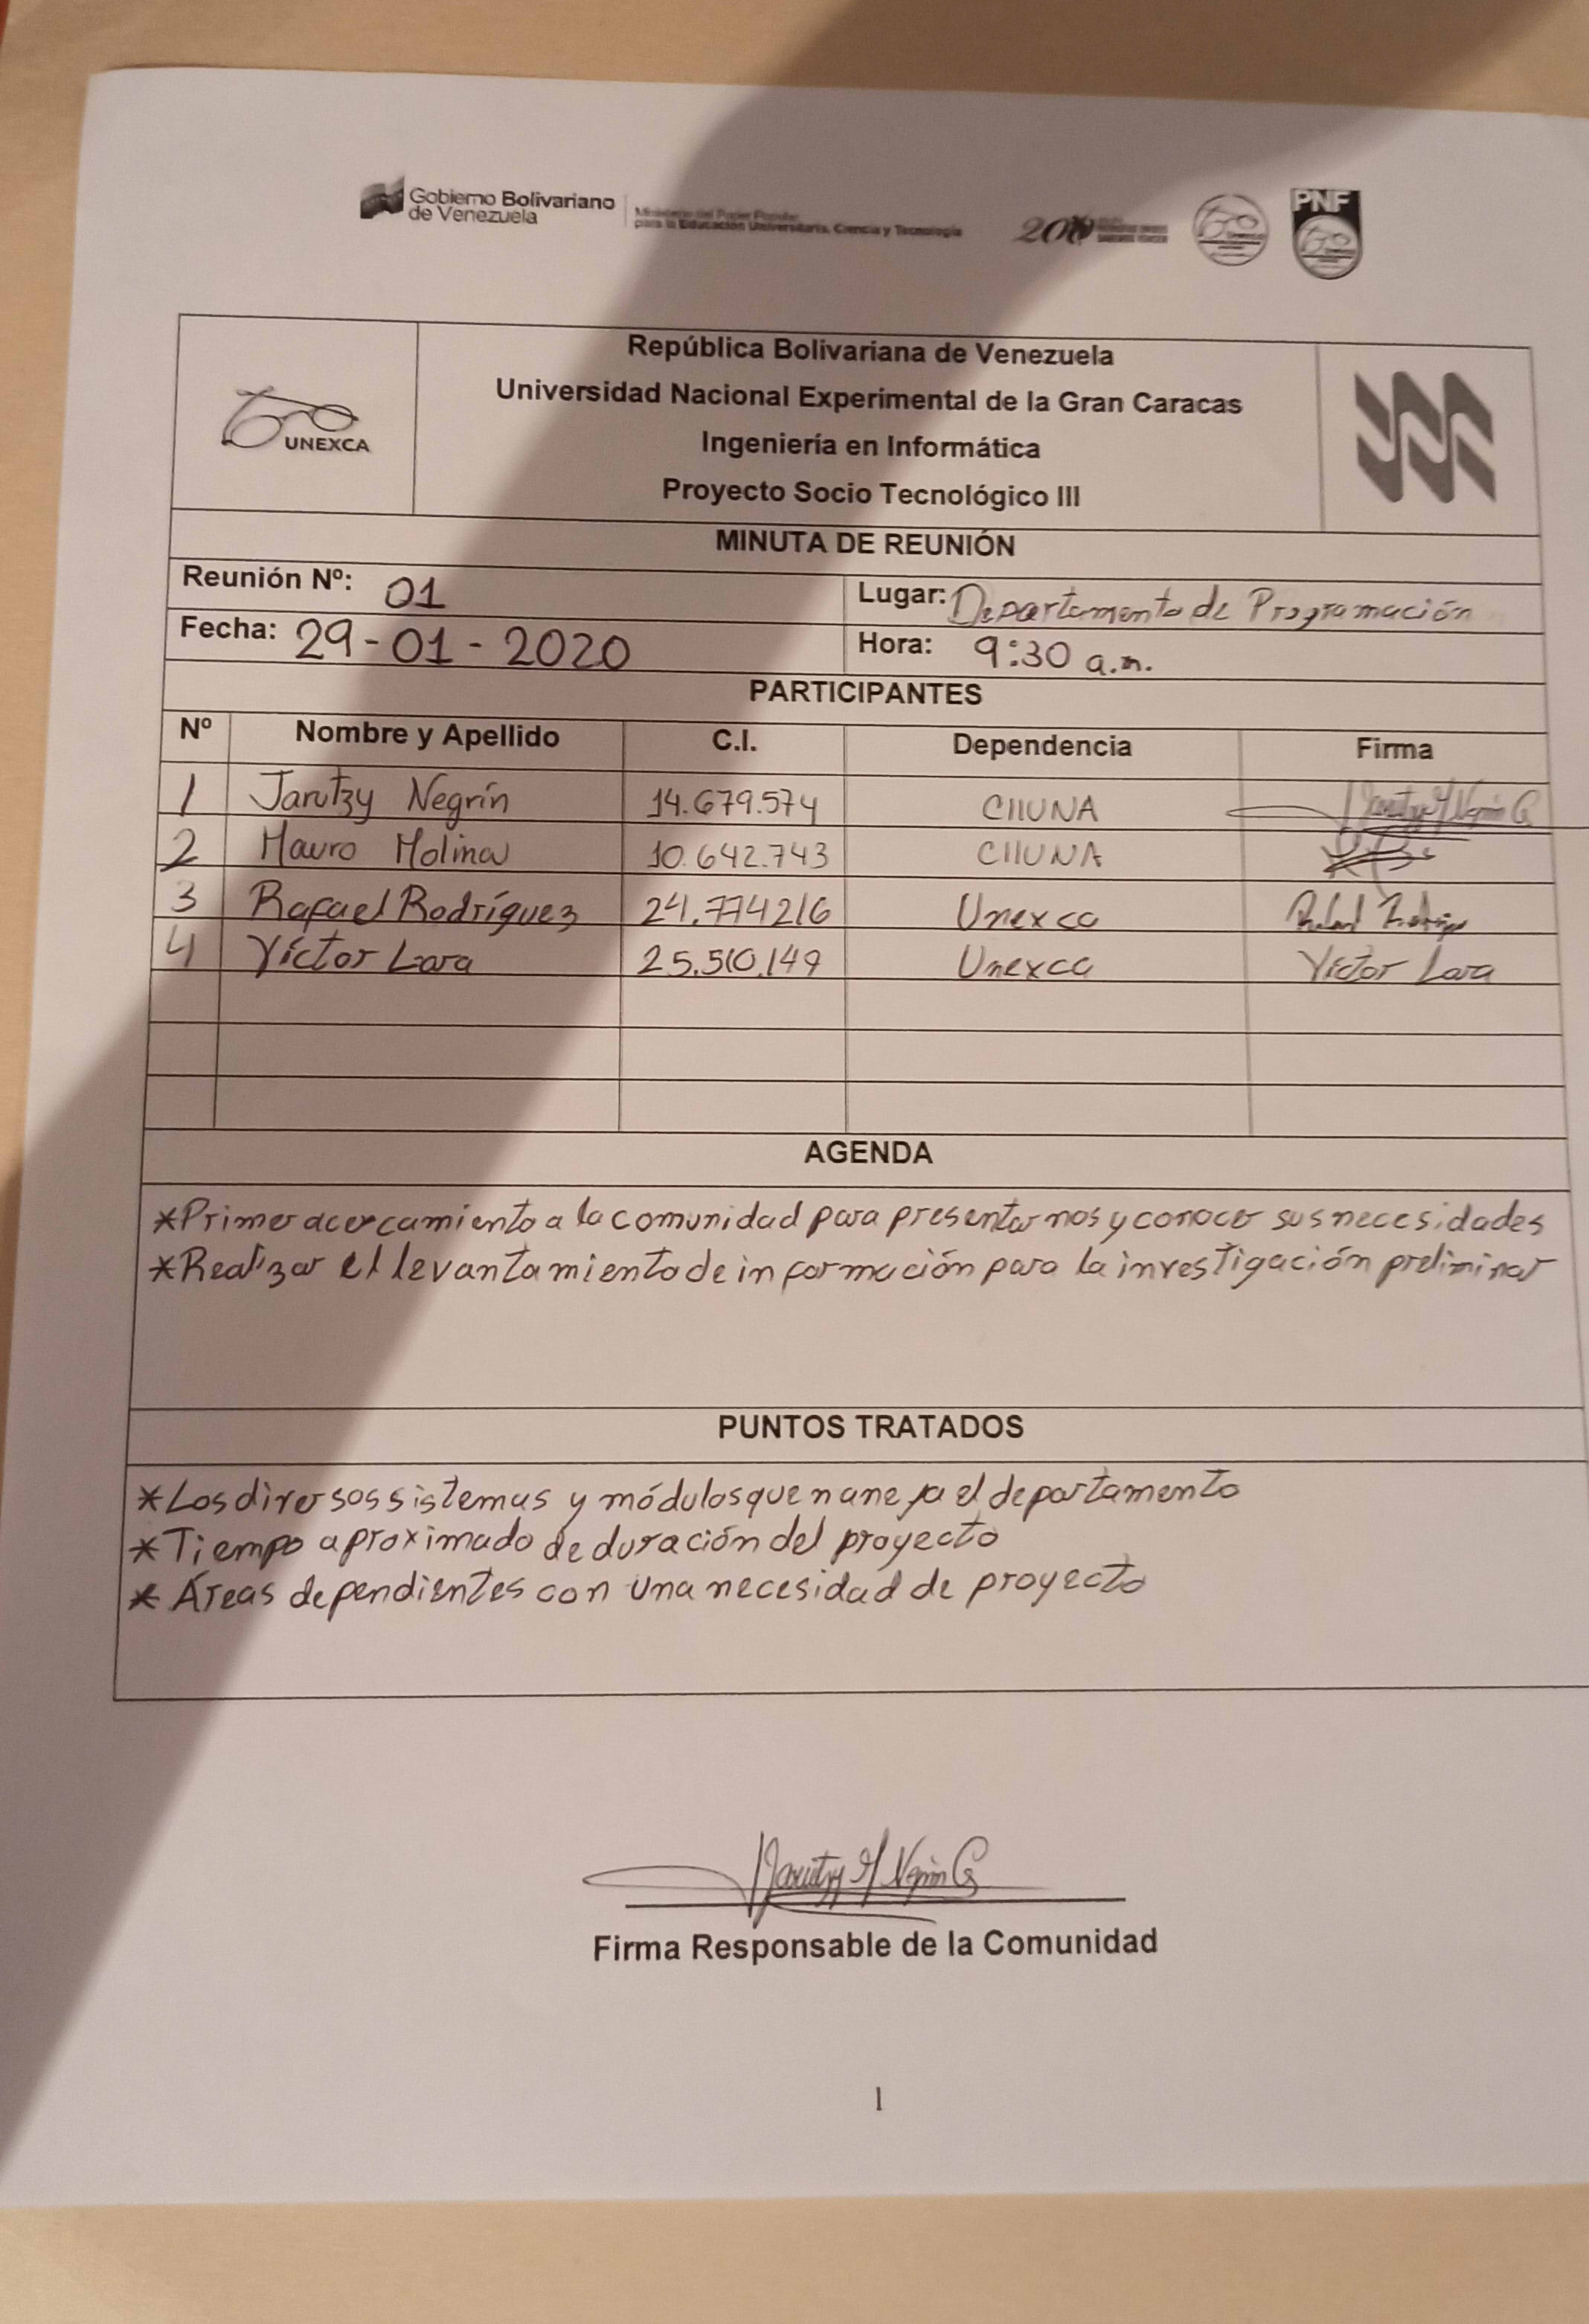 Gobierno Bolivariano
de Venezuela
Ministerio del Poder Popular
para la Educación Universitaria, Ciencia y Tecnología
200
PNF
UNEXCA
República Bolivariana de Venezuela
Universidad Nacional Experimental de la Gran Caracas
Ingeniería en Informática
Proyecto Socio Tecnológico III
MINUTA DE REUNIÓN
Reunión Nº: 01
Lugar: Departamento de Programación
Fecha: 29-01-2020
Hora: 9:30 a.m.
PARTICIPANTES
Nº Nombre y Apellido C.I. Dependencia Firma
1 Jarutzy Negrín 14.679.574 CIIUNA Jarutzy Negrin G
2 Mauro Molina 10.642.743 CIIUNA
3 Rafael Rodríguez 24.774216 Unexca Rafael Rodrigu
4 Víctor Lara 25.510.149 Unexca Víctor Lara
AGENDA
*Primer acercamiento a la comunidad para presentarnos y conocer sus necesidades
*Realizar el levantamiento de información para la investigación preliminar
PUNTOS TRATADOS
*Los diversos sistemas y módulos que maneja el departamento
*Tiempo aproximado de duración del proyecto
*Áreas dependientes con una necesidad de proyecto
Jarutzy Negrin G
Firma Responsable de la Comunidad
1